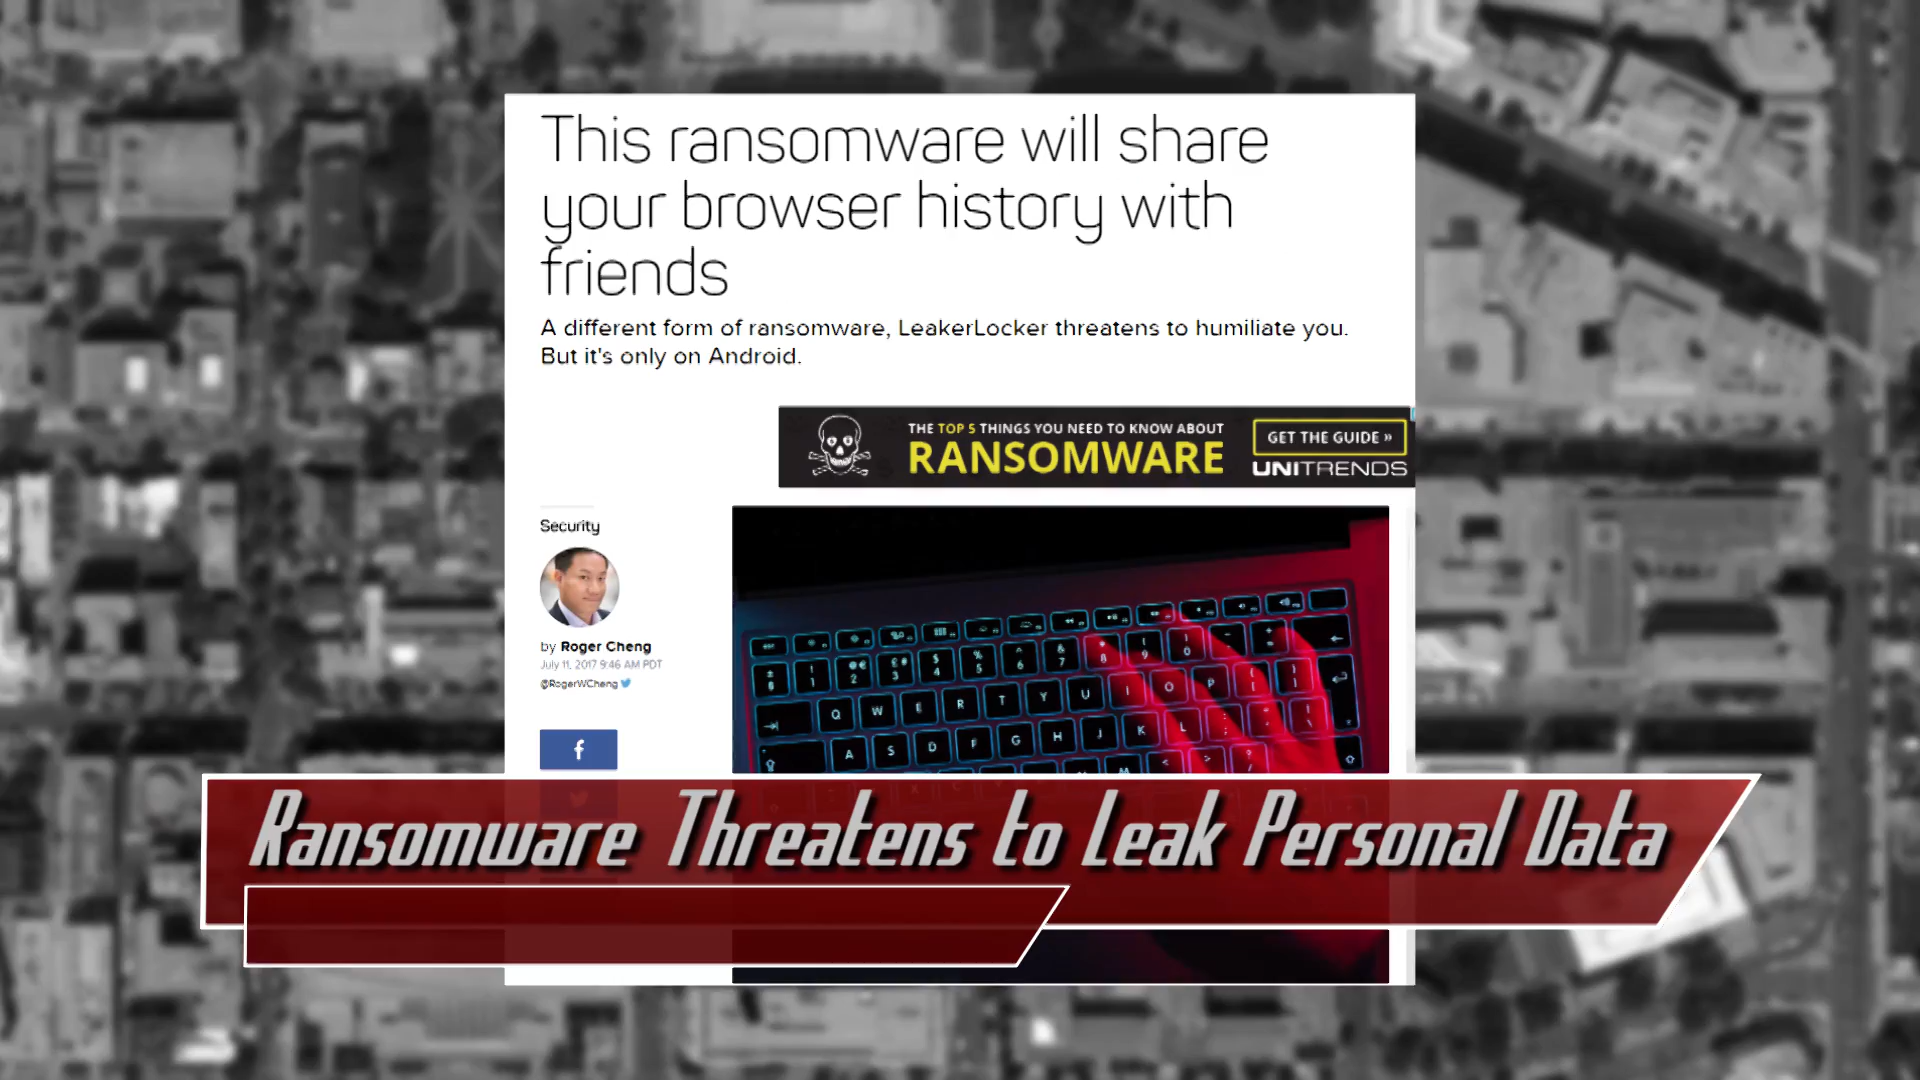 This ransomware will share
your browser history with
friends
A different form of ransomware, LeakerLocker threatens to humiliate you.
But it's only on Android.
THE TOP 5 THINGS YOU NEED TO KNOW ABOUT
RANSOMWARE
GET THE GUIDE »
UNITRENDS
Security
by Roger Cheng
July 11, 2017 9:46 AM PDT
@RogerWCheng
f
Q W E R T Y U I O P
A S D F G H J K L
Ransomware Threatens to Leak Personal Data